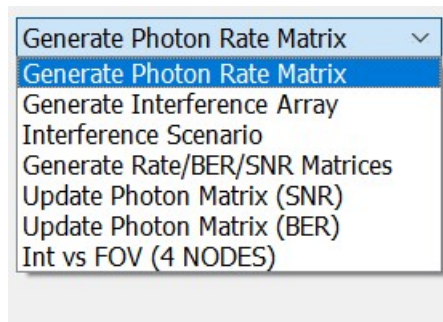 Generate Photon Rate Matrix
Generate Photon Rate Matrix
Generate Interference Array
Interference Scenario
Generate Rate/BER/SNR Matrices
Update Photon Matrix (SNR)
Update Photon Matrix (BER)
Int vs FOV (4 NODES)